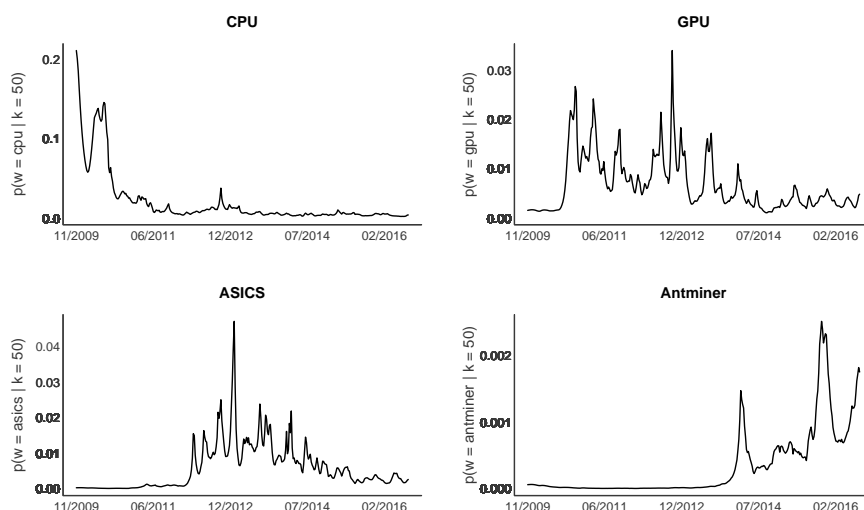 CPU
p(w = cpu | k = 50)
0.2
0.1
0.0
11/2009 06/2011 12/2012 07/2014 02/2016
GPU
p(w = gpu | k = 50)
0.03
0.02
0.01
0.00
11/2009 06/2011 12/2012 07/2014 02/2016
ASICS
p(w = asics | k = 50)
0.04
0.03
0.02
0.01
0.00
11/2009 06/2011 12/2012 07/2014 02/2016
Antminer
p(w = antminer | k = 50)
0.002
0.001
0.000
11/2009 06/2011 12/2012 07/2014 02/2016